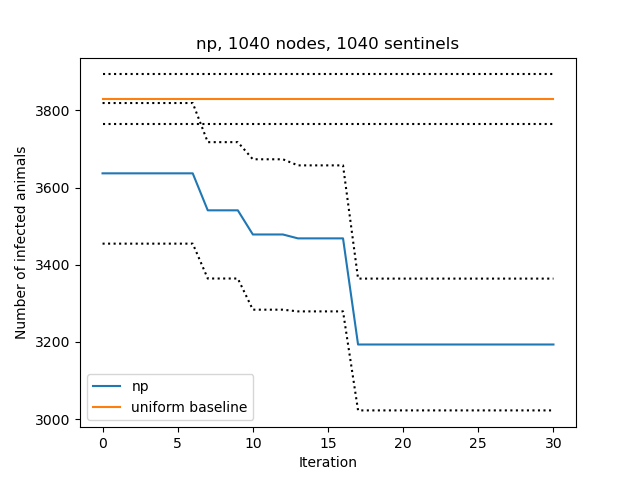 np, 1040 nodes, 1040 sentinels
Number of infected animals
3800
3600
3400
3200
3000
np
uniform baseline
0 5 10 15 20 25 30
Iteration